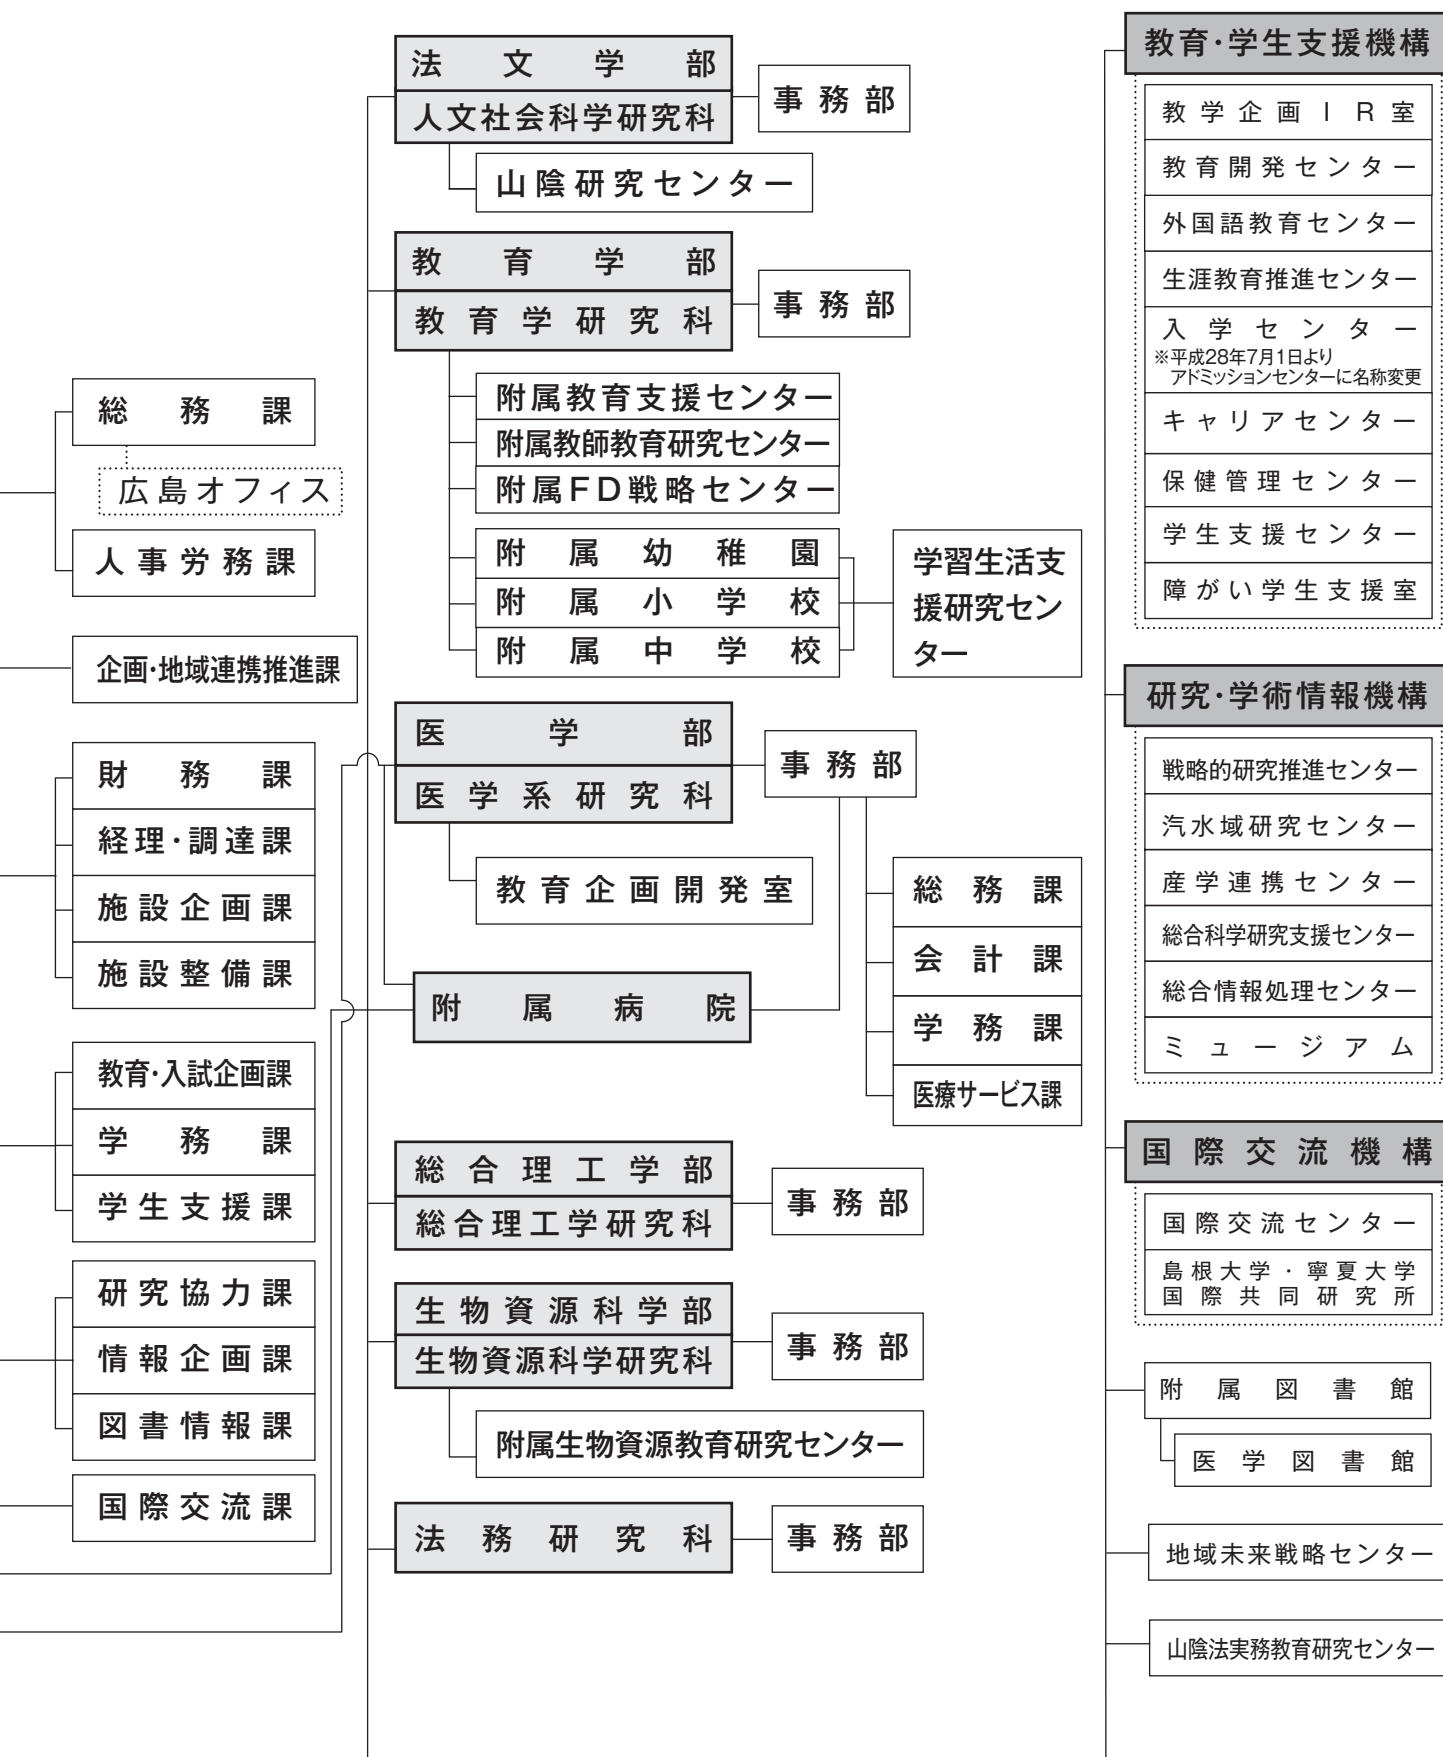 総務課
広島オフィス
人事労務課
企画・地域連携推進課
財務課
経理・調達課
施設企画課
施設整備課
教育・入試企画課
学務課
学生支援課
研究協力課
情報企画課
図書情報課
国際交流課
法文学部
人文社会科学研究科
事務部
山陰研究センター
教育学部
教育学研究科
事務部
附属教育支援センター
附属教師教育研究センター
附属FD戦略センター
附属幼稚園
附属小学校
附属中学校
学習生活支
援研究セン
ター
医学部
医学系研究科
事務部
教育企画開発室
附属病院
総務課
会計課
学務課
医療サービス課
総合理工学部
総合理工学研究科
事務部
生物資源科学部
生物資源科学研究科
事務部
附属生物資源教育研究センター
法務研究科
事務部
教育・学生支援機構
教学企画IR室
教育開発センター
外国語教育センター
生涯教育推進センター
入学センター
※平成28年7月1日より
アドミッションセンターに名称変更
キャリアセンター
保健管理センター
学生支援センター
障がい学生支援室
研究・学術情報機構
戦略的研究推進センター
汽水域研究センター
産学連携センター
総合科学研究支援センター
総合情報処理センター
ミュージアム
国際交流機構
国際交流センター
島根大学・寧夏大学
国際共同研究所
附属図書館
医学図書館
地域未来戦略センター
山陰法実務教育研究センター